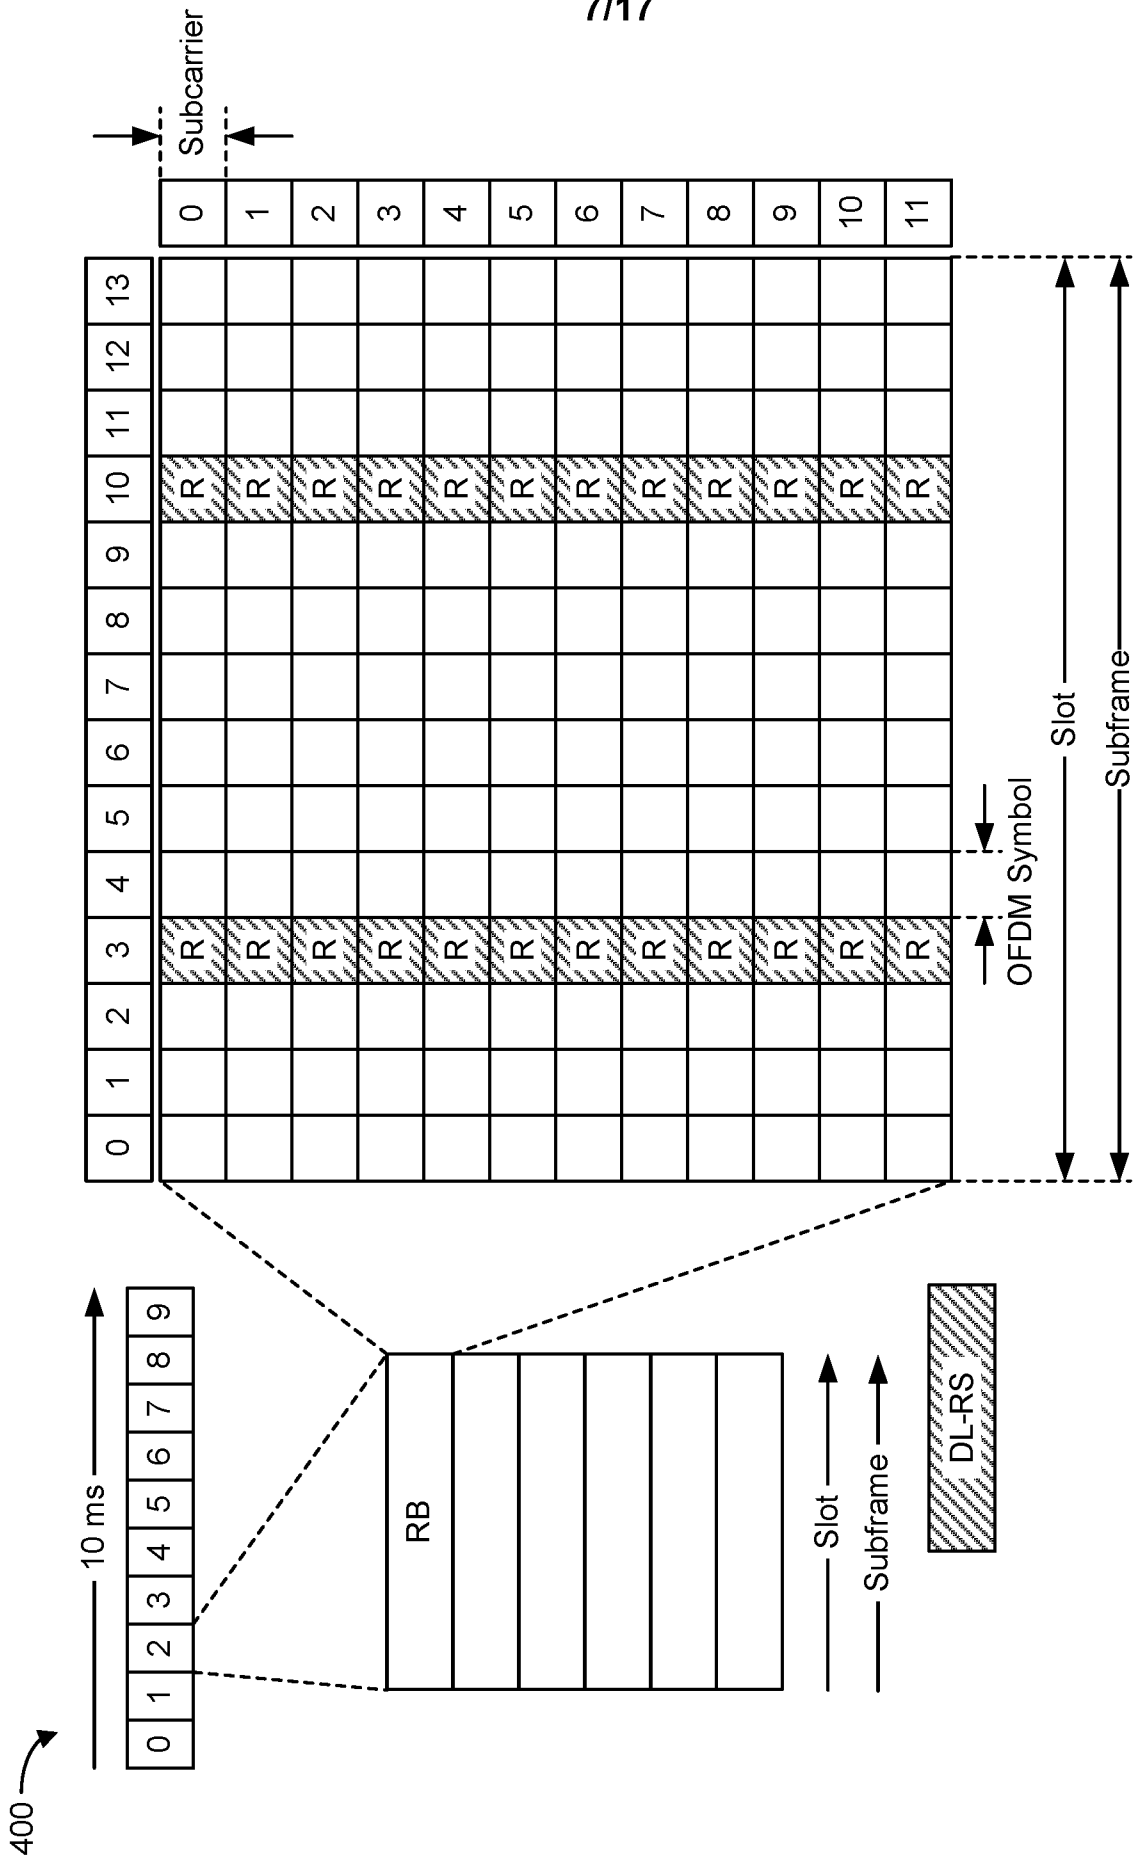 7/17
400
10 ms
0 1 2 3 4 5 6 7 8 9
RB
Slot
Subframe
DL-RS
0 1 2 3 4 5 6 7 8 9 10 11 12 13
Subcarrier
R R 0
R R 1
R R 2
R R 3
R R 4
R R 5
R R 6
R R 7
R R 8
R R 9
R R 10
R R 11
OFDM Symbol
Slot
Subframe